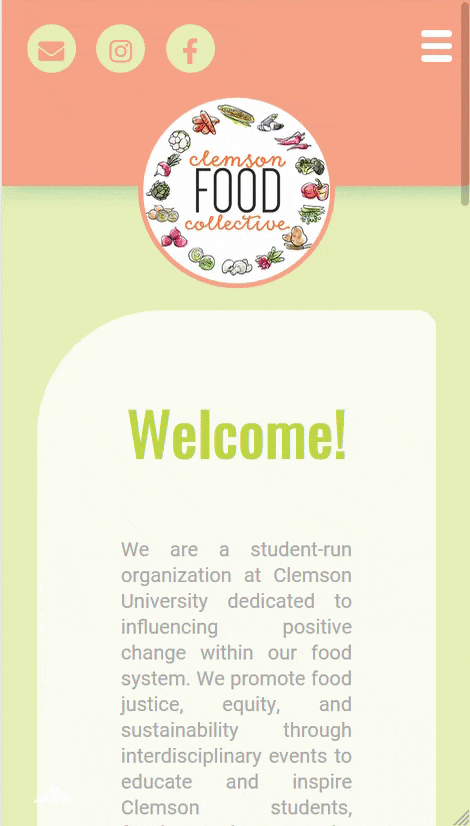 clemson
FOOD
collective
Welcome!
We are a student-run
organization at Clemson
University dedicated to
influencing positive
change within our food
system. We promote food
justice, equity, and
sustainability through
interdisciplinary events to
educate and inspire
Clemson students,